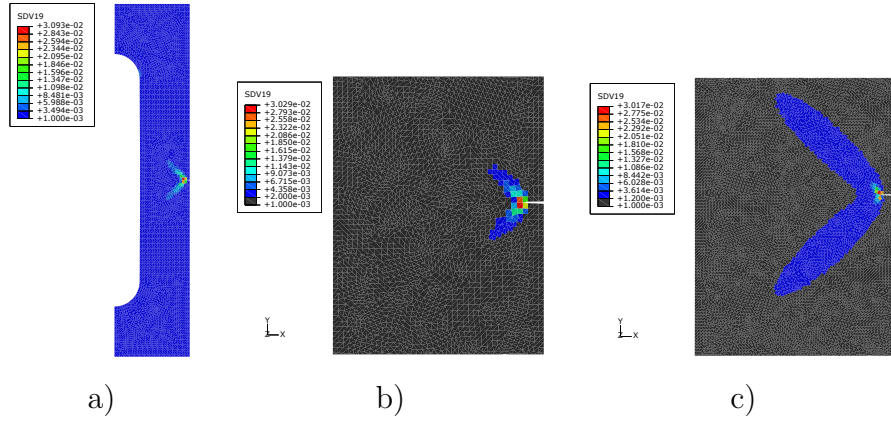 SDV19
+3.093e-02
+2.843e-02
+2.594e-02
+2.344e-02
+2.095e-02
+1.846e-02
+1.596e-02
+1.347e-02
+1.098e-02
+8.481e-03
+5.988e-03
+3.494e-03
+1.000e-03
SDV19
+3.029e-02
+2.793e-02
+2.558e-02
+2.322e-02
+2.086e-02
+1.850e-02
+1.615e-02
+1.379e-02
+1.143e-02
+9.073e-03
+6.715e-03
+4.358e-03
+2.000e-03
+1.000e-03
SDV19
+3.017e-02
+2.775e-02
+2.534e-02
+2.292e-02
+2.051e-02
+1.810e-02
+1.568e-02
+1.327e-02
+1.086e-02
+8.442e-03
+6.028e-03
+3.614e-03
+1.200e-03
+1.000e-03
Y
Z X
Y
Z X
a)
b)
c)